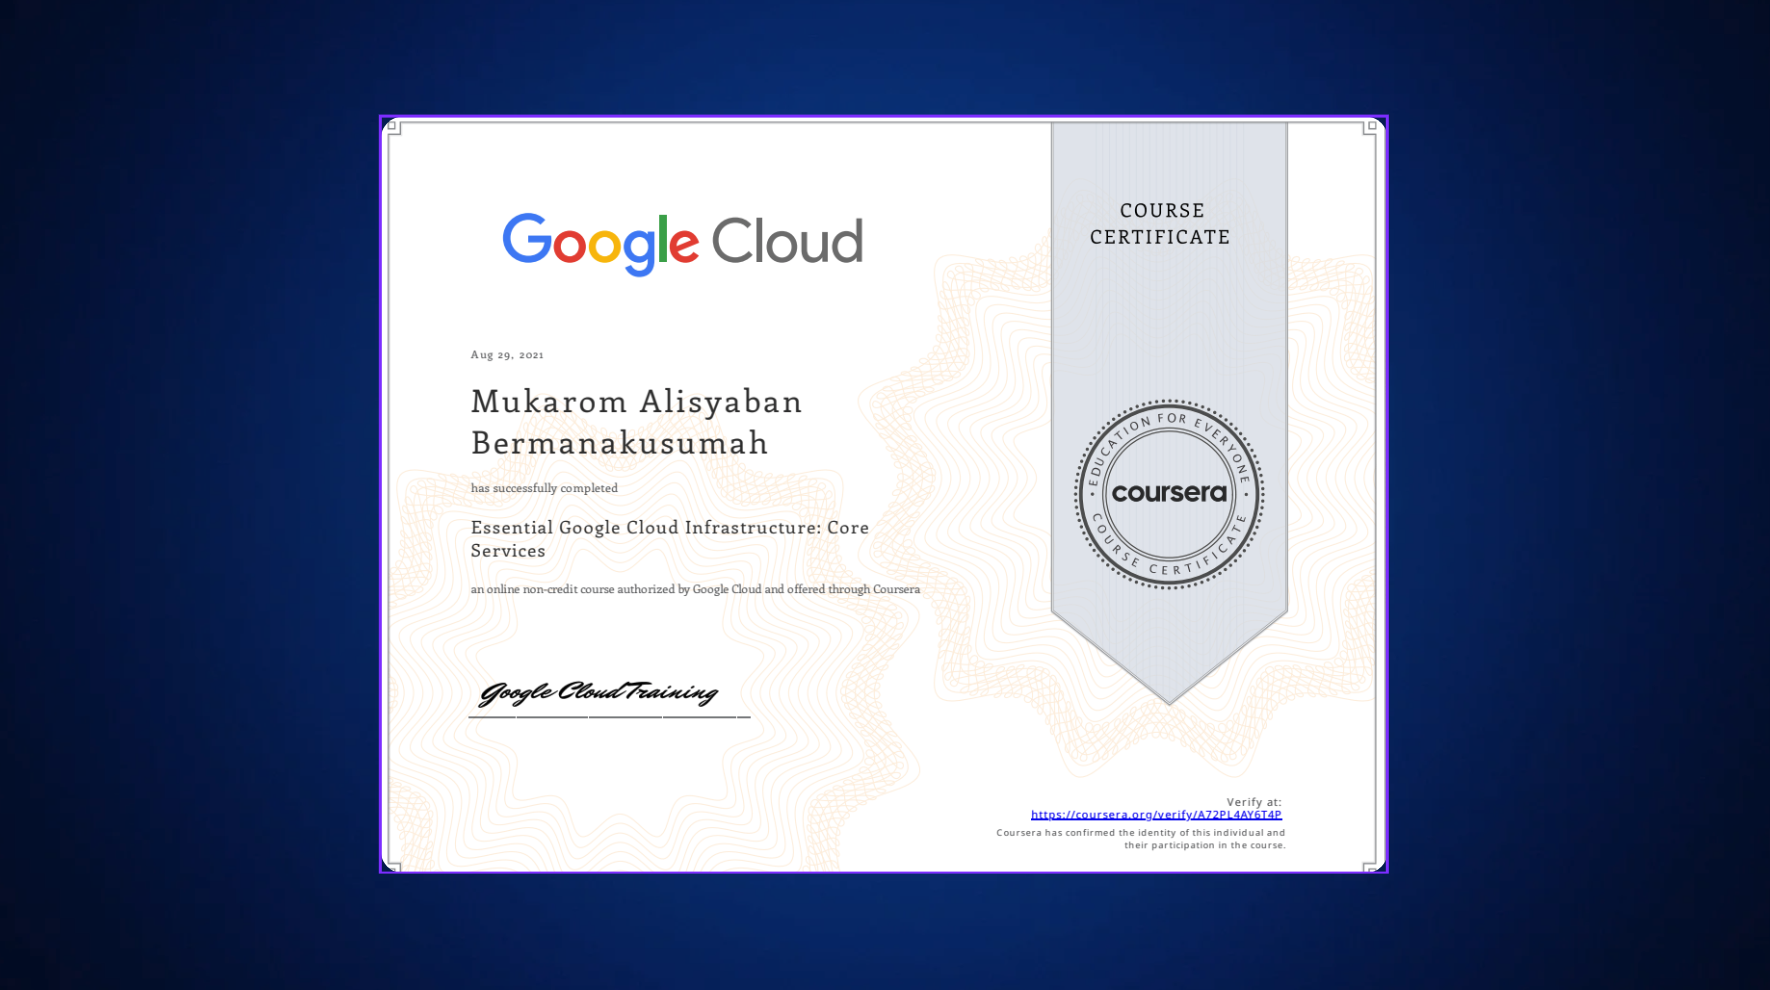 Google Cloud
COURSE
CERTIFICATE
Aug 29, 2021
Mukarom Alisyaban
Bermanakusumah
has successfully completed
Essential Google Cloud Infrastructure: Core
Services
an online non-credit course authorized by Google Cloud and offered through Coursera
EDUCATION FOR EVERYONE
coursera
COURSE CERTIFICATE
Google Cloud Training
Verify at:
https://coursera.org/verify/A72PL4AY6T4P
Coursera has confirmed the identity of this individual and
their participation in the course.